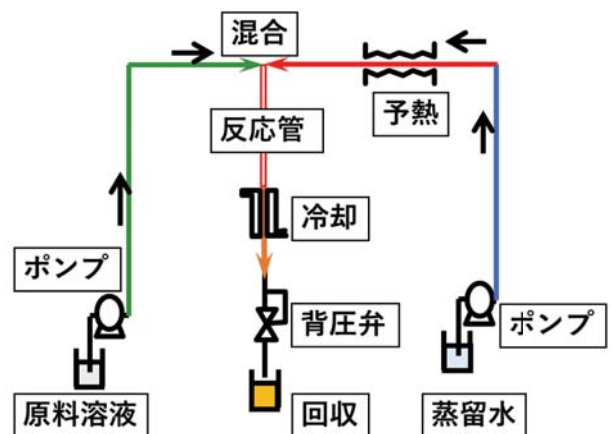 混合
予熱
反応管
冷却
ポンプ
背圧弁
ポンプ
原料溶液
回収
蒸留水